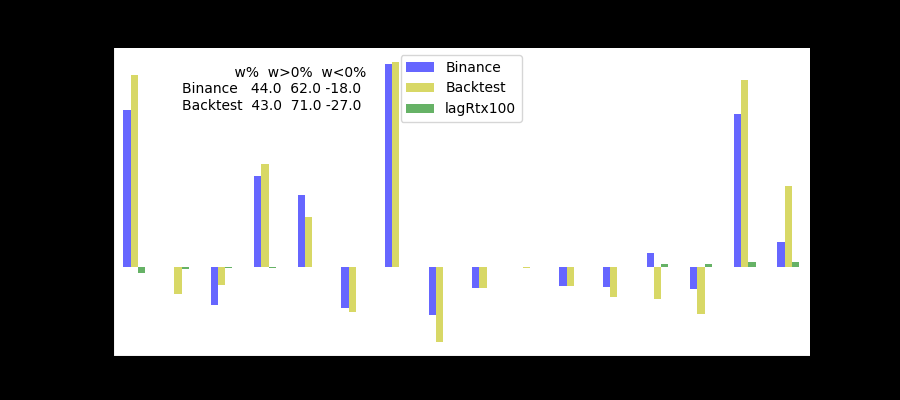 w%  w>0%  w<0%
Binance   44.0  62.0 -18.0
Backtest  43.0  71.0 -27.0
Binance
Backtest
lagRtx100